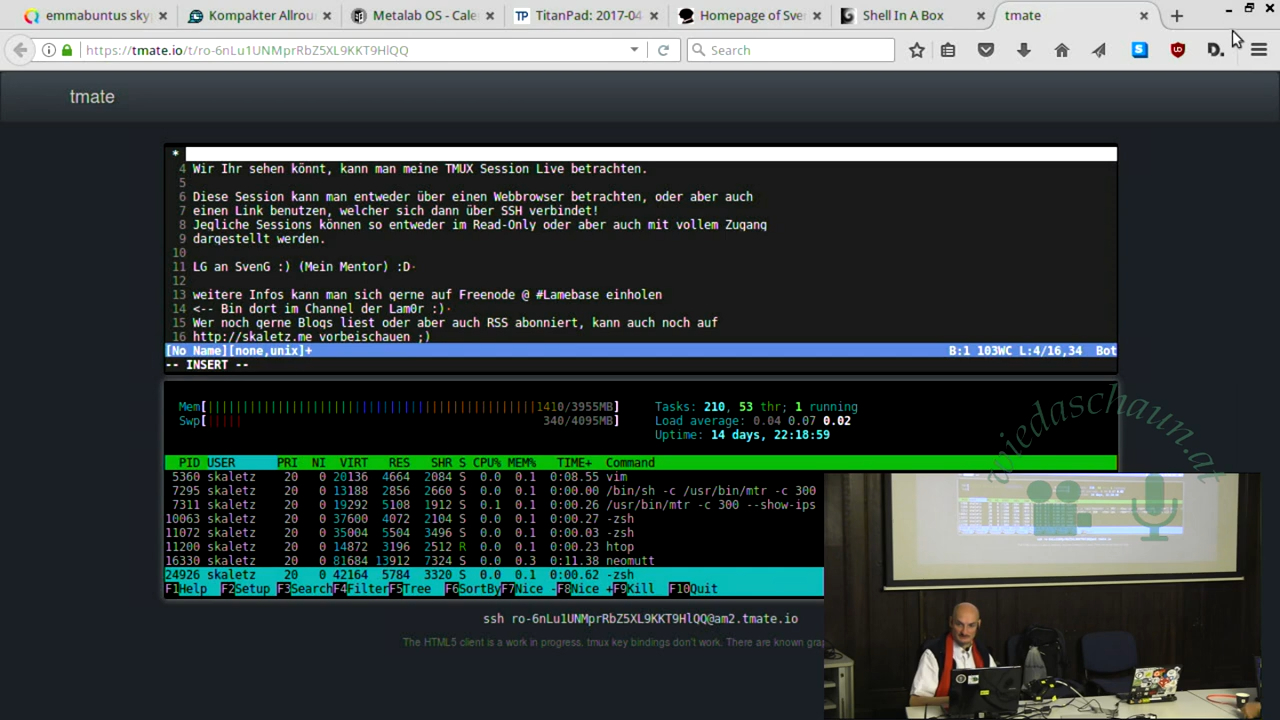 emmabuntus sky
Kompakter Allrou
Metalab OS - Cale
TitanPad: 2017-04
Homepage of Sve
Shell In A Box
tmate
https://tmate.io/t/ro-6nLu1UNMprRbZ5XL9KKT9HlQQ
Search
tmate
*
4 Wir Ihr sehen könnt, kann man meine TMUX Session Live betrachten.
5
6 Diese Session kann man entweder über einen Webbrowser betrachten, oder aber auch
7 einen Link benutzen, welcher sich dann über SSH verbindet!
8 Jegliche Sessions können so entweder im Read-Only oder aber auch mit vollem Zugang
9 dargestellt werden.
10
11 LG an SvenG :) (Mein Mentor) :D·
12
13 weitere Infos kann man sich gerne auf Freenode @ #Lamebase einholen
14 <-- Bin dort im Channel der Lam0r :)·
15 Wer noch gerne Blogs liest oder aber auch RSS abonniert, kann auch noch auf
16 http://skaletz.me vorbeischauen ;)
[No Name][none,unix]+ B:1 103WC L:4/16,34 Bot
-- INSERT --
Mem[||||||||||||||||||||||||||||||||||||||||||||||1410/3955MB] Tasks: 210, 53 thr; 1 running
Swp[||||| 340/4095MB] Load average: 0.04 0.07 0.02
Uptime: 14 days, 22:18:59
PID USER PRI NI VIRT RES SHR S CPU% MEM% TIME+ Command
5360 skaletz 20 0 20136 4664 2084 S 0.0 0.1 0:08.55 vim
7295 skaletz 20 0 13188 2856 2660 S 0.0 0.1 0:00.00 /bin/sh -c /usr/bin/mtr -c 300
7311 skaletz 20 0 19292 5108 2968 S 0.1 0.1 0:00.26 /usr/bin/mtr -c 300 --show-ips
10063 skaletz 20 0 37600 4072 2104 S 0.0 0.1 0:00.12 -zsh
11072 skaletz 20 0 35004 5504 3496 S 0.0 0.1 0:00.03 -zsh
11200 skaletz 20 0 14872 3196 2512 R 0.0 0.1 0:00.23 htop
16330 skaletz 20 0 81684 13912 7324 S 0.0 0.3 0:11.38 neomutt
24926 skaletz 20 0 42164 5784 3320 S 0.0 0.1 0:00.62 -zsh
F1Help F2Setup F3SearchF4FilterF5Tree F6SortByF7Nice -F8Nice +F9Kill F10Quit
ssh ro-6nLu1UNMprRbZ5XL9KKT9HlQQ@am2.tmate.io
The HTML5 client is a work in progress. tmux key bindings don't work. There are known gra
wiedaschaun.at